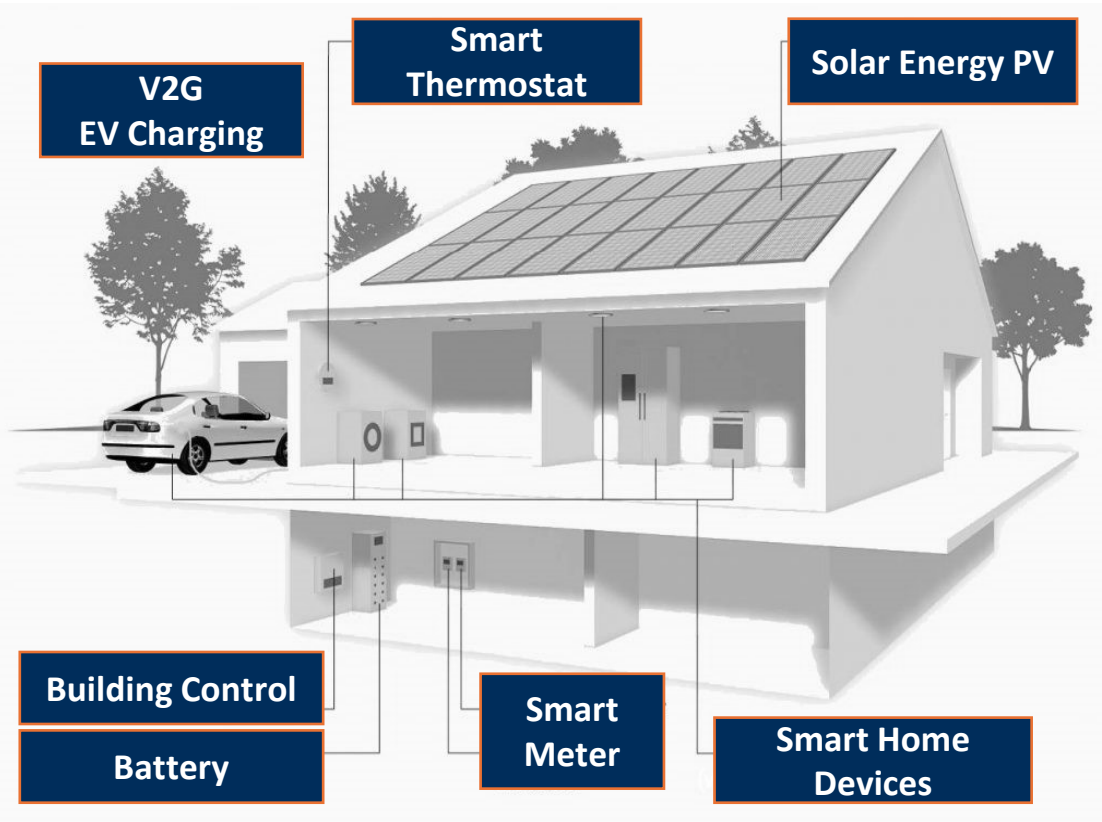 Smart
Thermostat
Solar Energy PV
V2G
EV Charging
Building Control
Battery
Smart
Meter
Smart Home
Devices